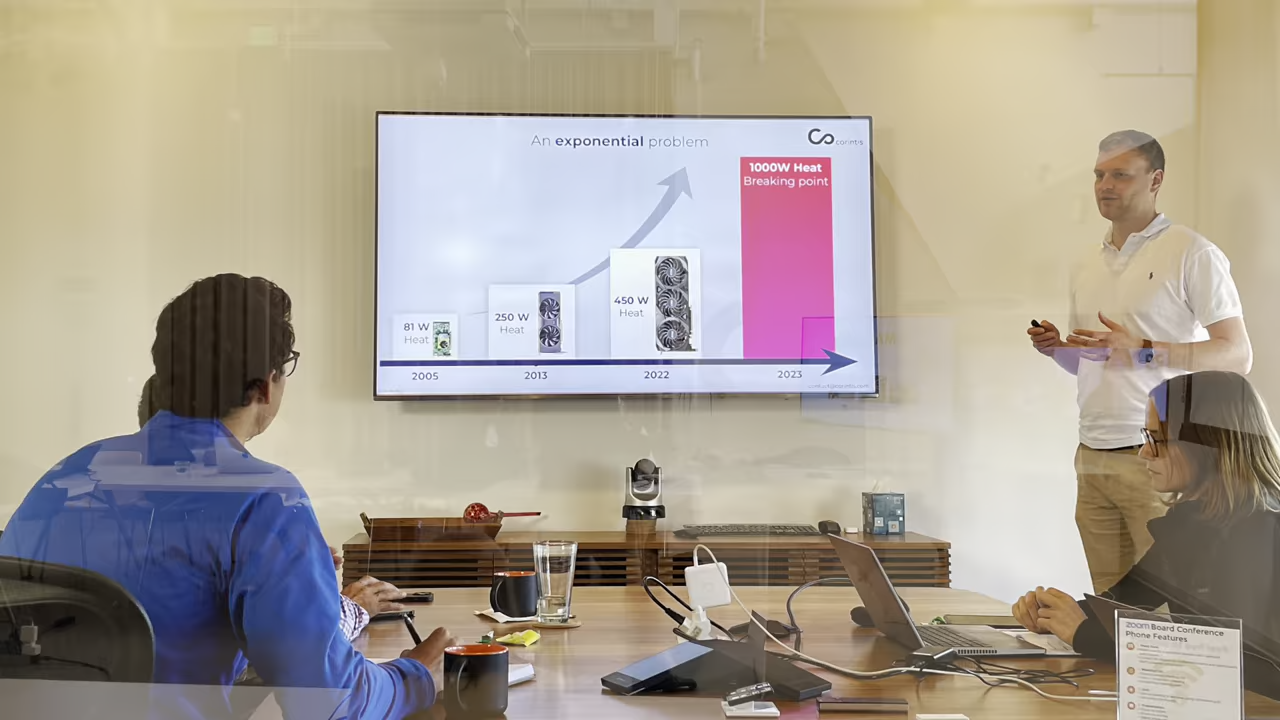 An exponential problem
corintis
1000W Heat
Breaking point
450 W
Heat
250 W
Heat
81 W
Heat
2005
2013
2022
2023
zoom Board Conference
Phone Features